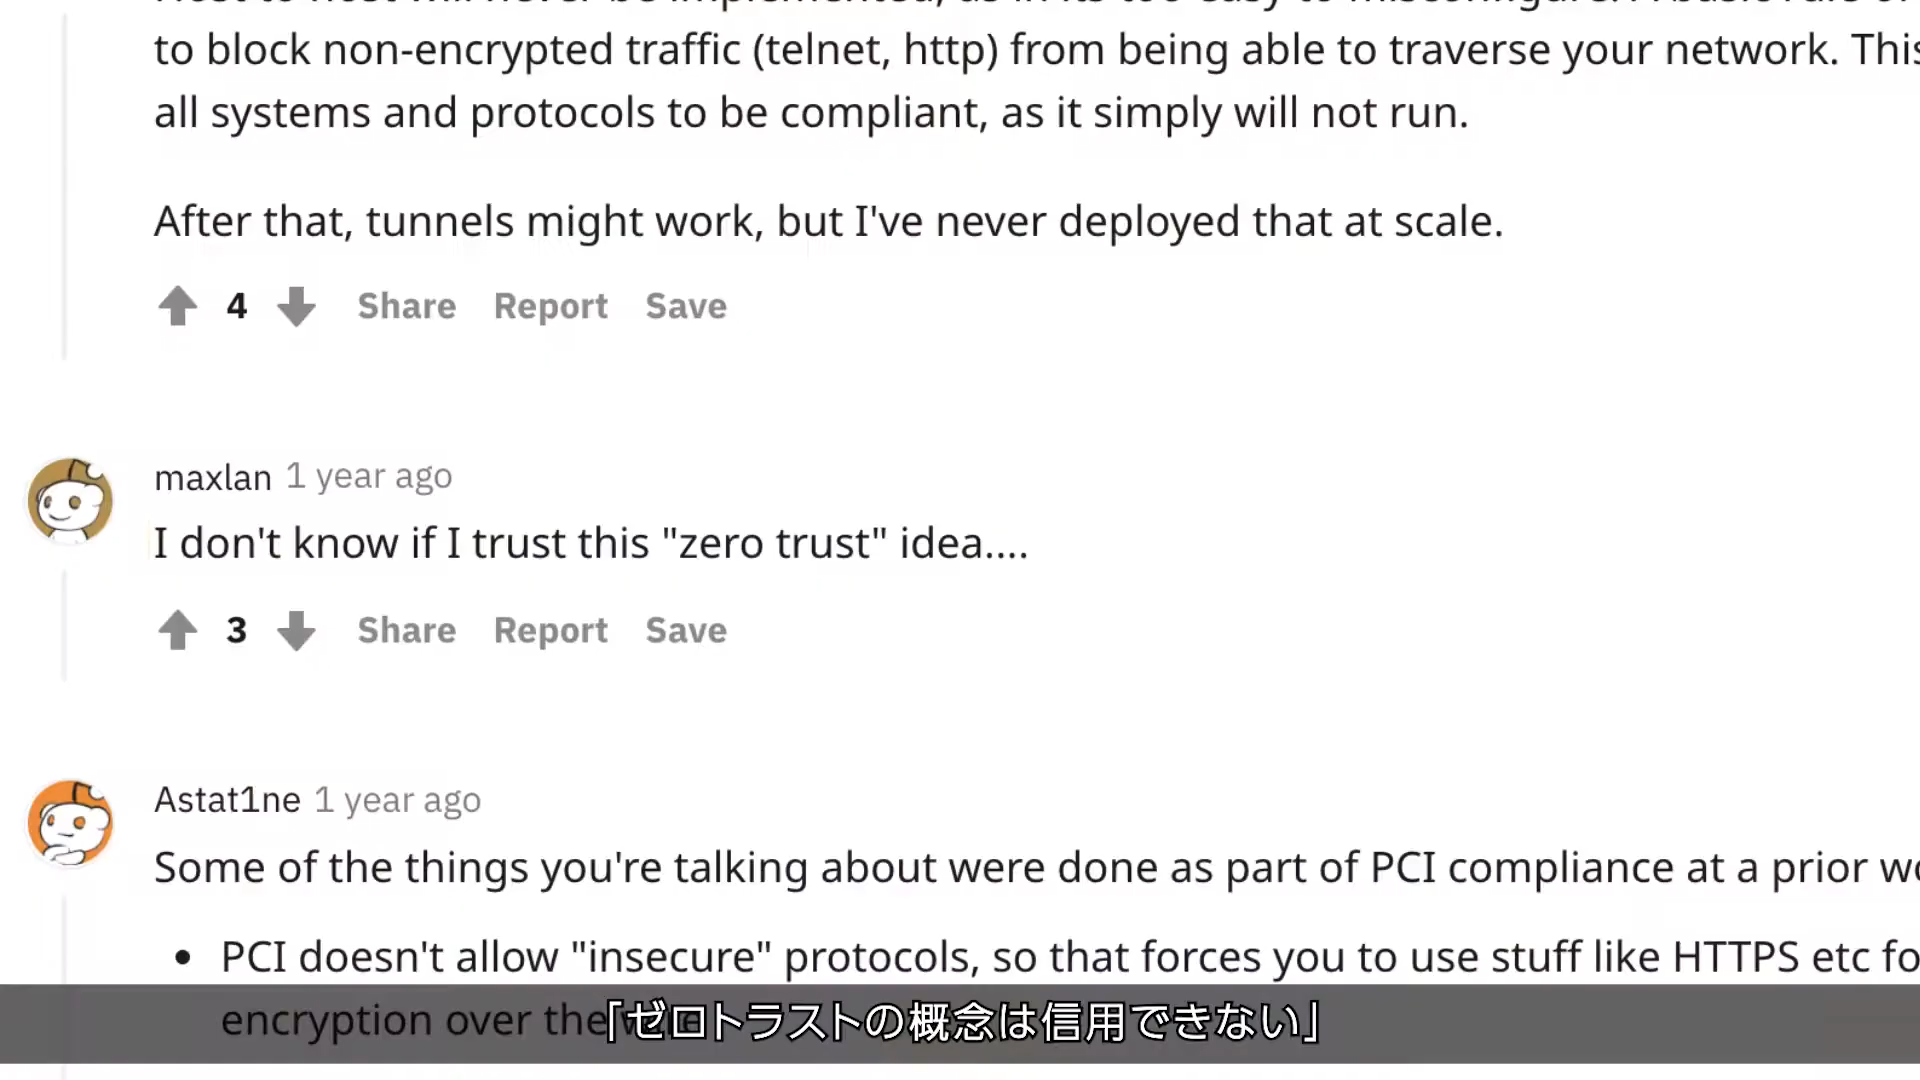 to block non-encrypted traffic (telnet, http) from being able to traverse your network. This
all systems and protocols to be compliant, as it simply will not run.
After that, tunnels might work, but I've never deployed that at scale.
4 Share Report Save
maxlan 1 year ago
I don't know if I trust this "zero trust" idea....
3 Share Report Save
Astat1ne 1 year ago
Some of the things you're talking about were done as part of PCI compliance at a prior
• PCI doesn't allow "insecure" protocols, so that forces you to use stuff like HTTPS etc
encryption over the
「ゼロトラストの概念は信用できない」